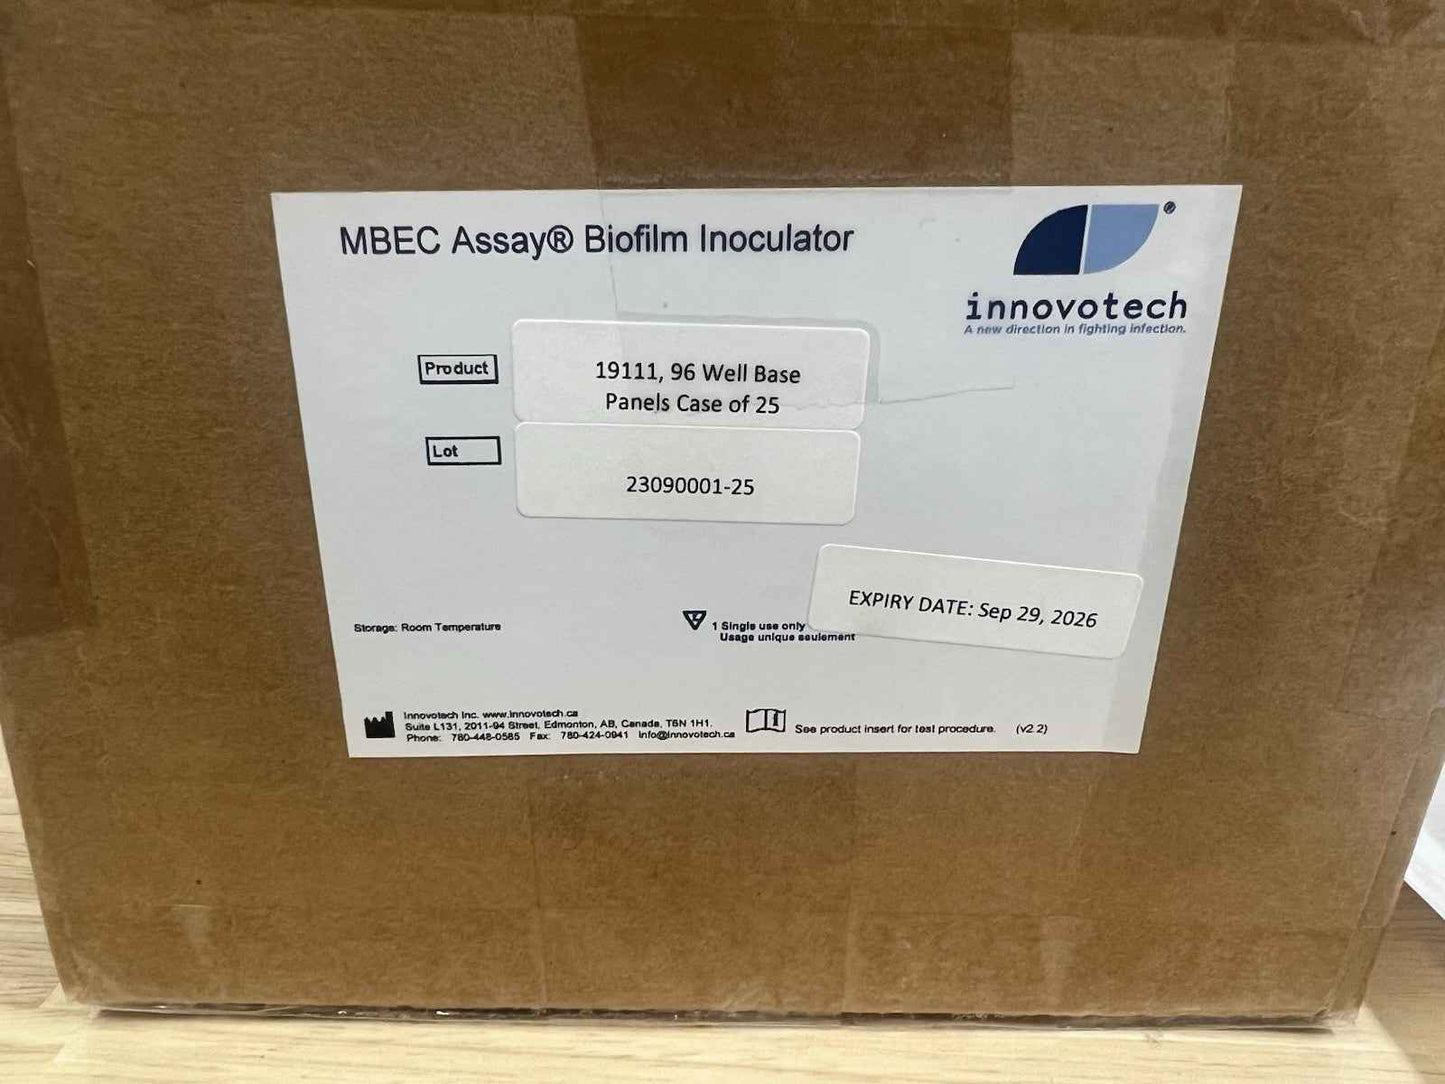 MBEC Assay® Biofilm Inoculator
®
innovotech
A new direction in fighting infection.
Product
19111, 96 Well Base
Panels Case of 25
Lot
23090001-25
EXPIRY DATE: Sep 29, 2026
Storage: Room Temperature
1 Single use only
Usage unique seulement
Innovotech Inc. www.innovotech.ca
Suite L131, 2011-94 Street, Edmonton, AB, Canada, T6N 1H1.
Phone: 780-448-0585 Fax: 780-424-0941 info@innovotech.ca
See product insert for test procedure. (v2.2)